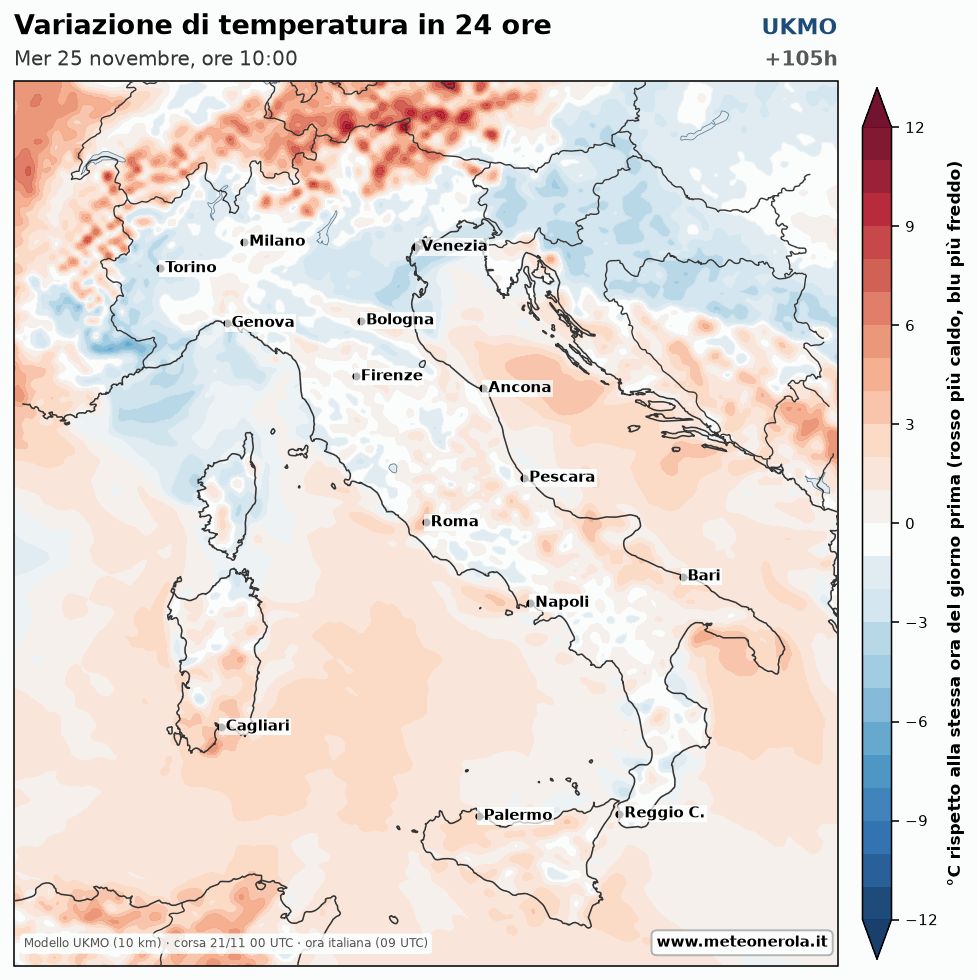 Variazione di temperatura in 24 ore
UKMO
Mer 25 novembre, ore 10:00
+105h
Milano
Venezia
Torino
Genova
Bologna
Firenze
Ancona
Pescara
Roma
Bari
Napoli
Cagliari
Palermo
Reggio C.
12
9
6
3
0
−3
−6
−9
−12
°C rispetto alla stessa ora del giorno prima (rosso più caldo, blu più freddo)
Modello UKMO (10 km) · corsa 21/11 00 UTC · ora italiana (09 UTC)
www.meteonerola.it